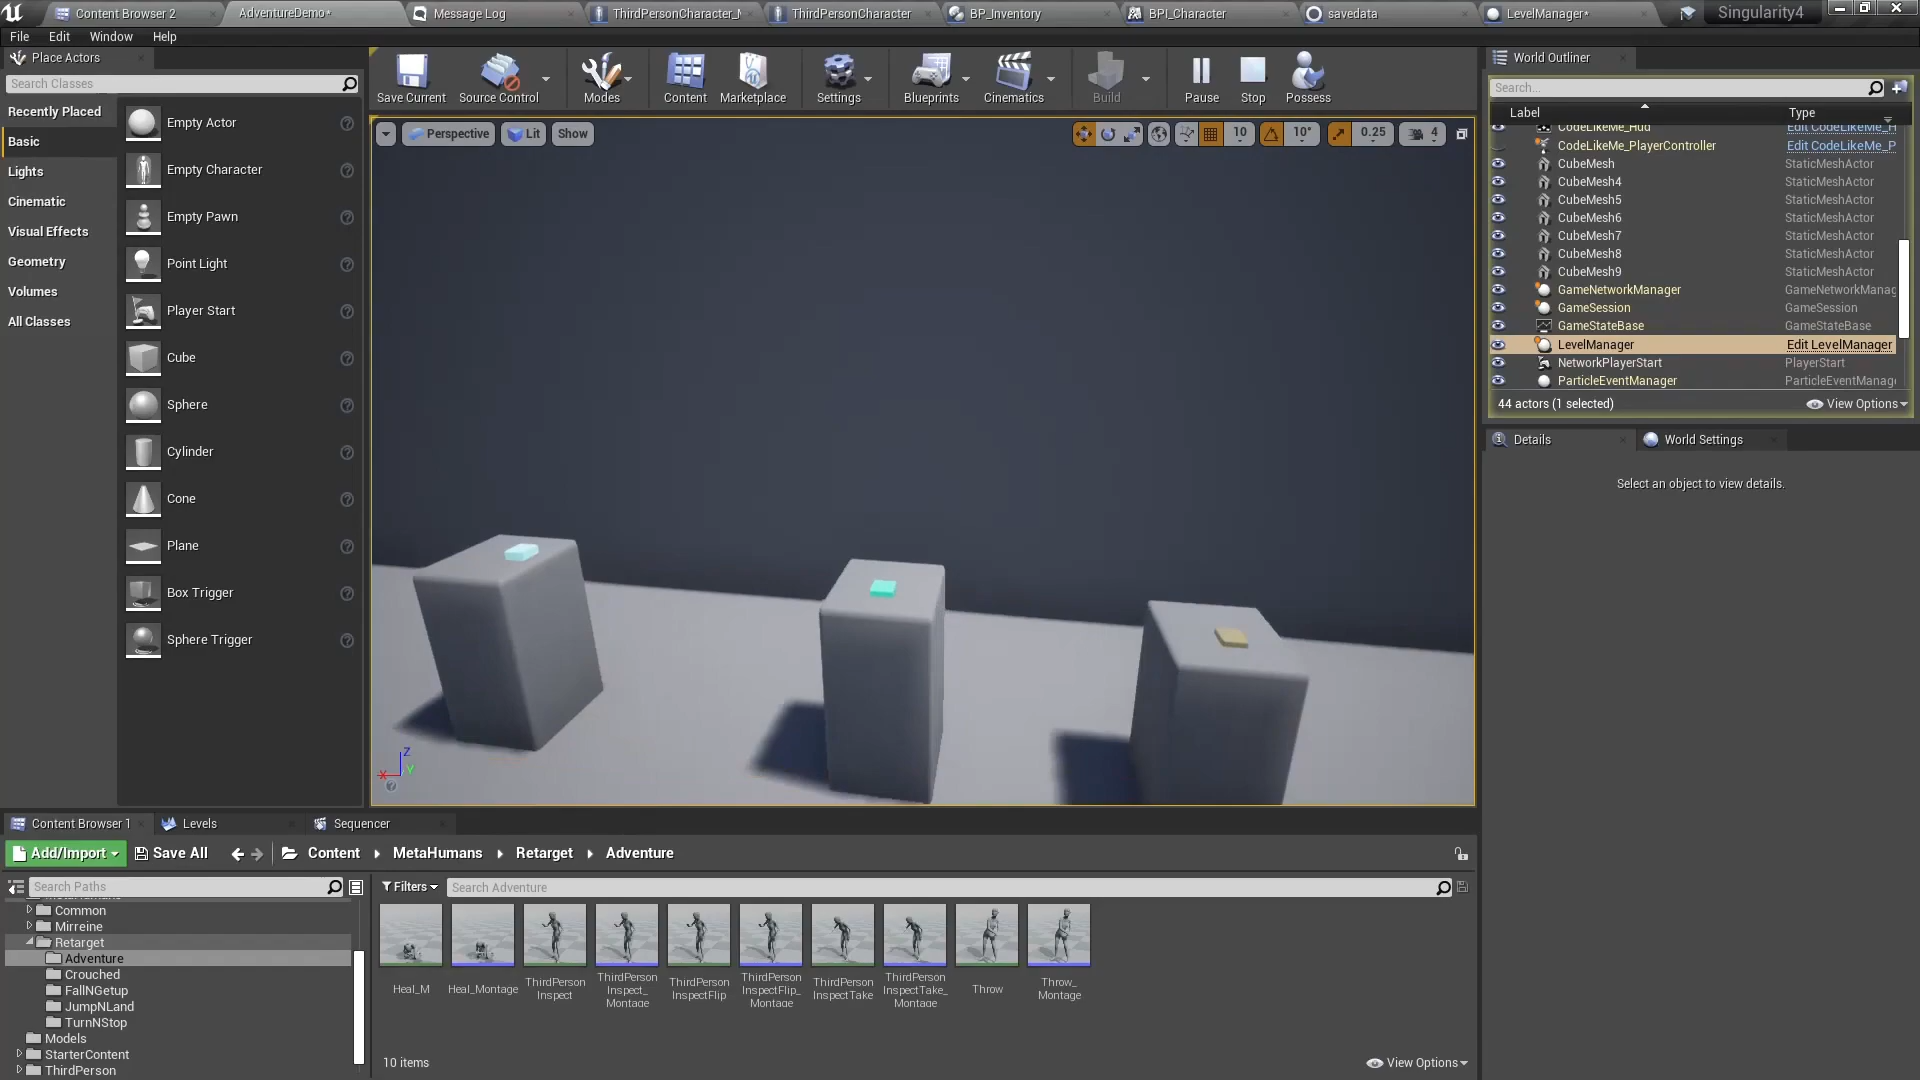 Content Browser 2
AdventureDemo*
Message Log
ThirdPersonCharacter_M
ThirdPersonCharacter
BP_Inventory
BPI_Character
savedata
LevelManager*
Singularity4
File
Edit
Window
Help
Place Actors
Search Classes
Recently Placed
Basic
Lights
Cinematic
Visual Effects
Geometry
Volumes
All Classes
Empty Actor
Empty Character
Empty Pawn
Point Light
Player Start
Cube
Sphere
Cylinder
Cone
Plane
Box Trigger
Sphere Trigger
Save Current
Source Control
Modes
Content
Marketplace
Settings
Blueprints
Cinematics
Build
Pause
Stop
Possess
Perspective
Lit
Show
10
10°
0.25
4
Z
X
Y
World Outliner
Search...
Label
Type
CodeLikeMe_Hud Edit CodeLikeMe_H
CodeLikeMe_PlayerController Edit CodeLikeMe_P
CubeMesh StaticMeshActor
CubeMesh4 StaticMeshActor
CubeMesh5 StaticMeshActor
CubeMesh6 StaticMeshActor
CubeMesh7 StaticMeshActor
CubeMesh8 StaticMeshActor
CubeMesh9 StaticMeshActor
GameNetworkManager GameNetworkManag
GameSession GameSession
GameStateBase GameStateBase
LevelManager Edit LevelManager
NetworkPlayerStart PlayerStart
ParticleEventManager ParticleEventManage
44 actors (1 selected)
View Options
Details
World Settings
Select an object to view details.
Content Browser 1
Levels
Sequencer
Add/Import
Save All
Content
MetaHumans
Retarget
Adventure
Search Paths
Common
Mirreine
Retarget
Adventure
Crouched
FallNGetup
JumpNLand
TurnNStop
Models
StarterContent
ThirdPerson
Filters
Search Adventure
Heal_M
Heal_Montage
ThirdPerson
Inspect
ThirdPerson
Inspect_
Montage
ThirdPerson
InspectFlip
ThirdPerson
InspectFlip_
Montage
ThirdPerson
InspectTake
ThirdPerson
InspectTake_
Montage
Throw
Throw_
Montage
10 items
View Options